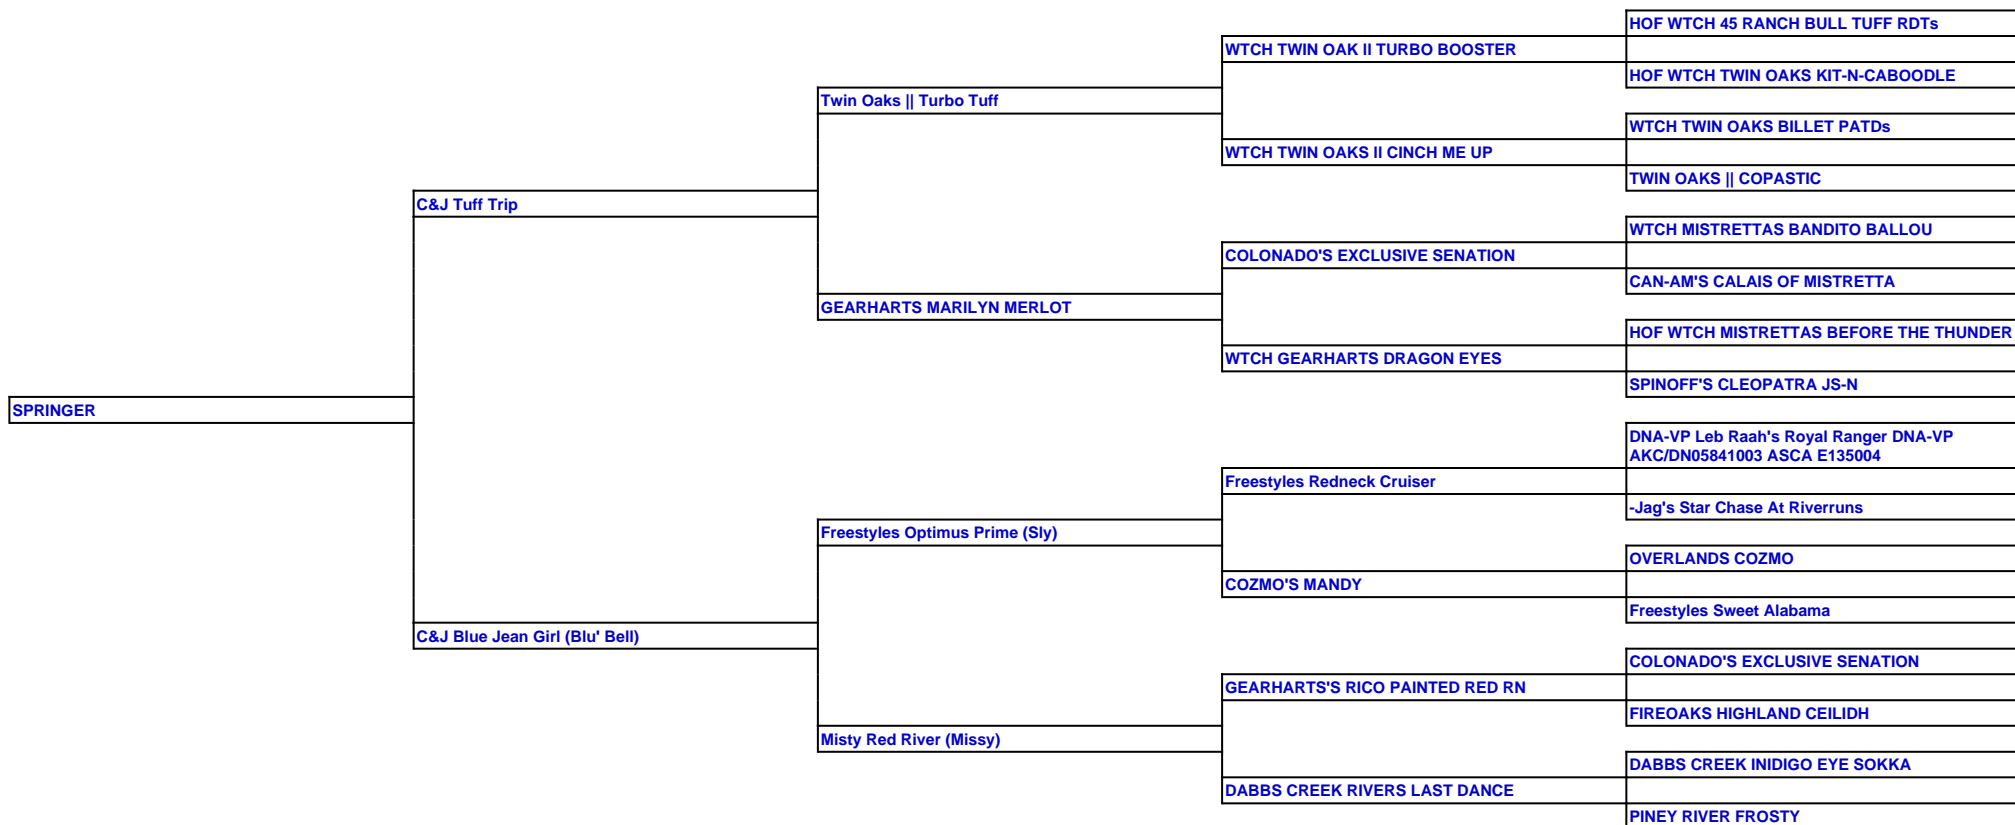 HOF WTCH 45 RANCH BULL TUFF RDTs
WTCH TWIN OAK II TURBO BOOSTER
HOF WTCH TWIN OAKS KIT-N-CABOODLE
Twin Oaks || Turbo Tuff
WTCH TWIN OAKS BILLET PATDs
WTCH TWIN OAKS II CINCH ME UP
TWIN OAKS || COPASTIC
C&J Tuff Trip
WTCH MISTRETTAS BANDITO BALLOU
COLONADO'S EXCLUSIVE SENATION
CAN-AM'S CALAIS OF MISTRETTA
GEARHARTS MARILYN MERLOT
HOF WTCH MISTRETTAS BEFORE THE THUNDER
WTCH GEARHARTS DRAGON EYES
SPINOFF'S CLEOPATRA JS-N
SPRINGER
DNA-VP Leb Raah's Royal Ranger DNA-VP
AKC/DN05841003 ASCA E135004
Freestyles Redneck Cruiser
-Jag's Star Chase At Riverruns
Freestyles Optimus Prime (Sly)
OVERLANDS COZMO
COZMO'S MANDY
Freestyles Sweet Alabama
C&J Blue Jean Girl (Blu' Bell)
COLONADO'S EXCLUSIVE SENATION
GEARHARTS'S RICO PAINTED RED RN
FIREOAKS HIGHLAND CEILIDH
Misty Red River (Missy)
DABBS CREEK INIDIGO EYE SOKKA
DABBS CREEK RIVERS LAST DANCE
PINEY RIVER FROSTY